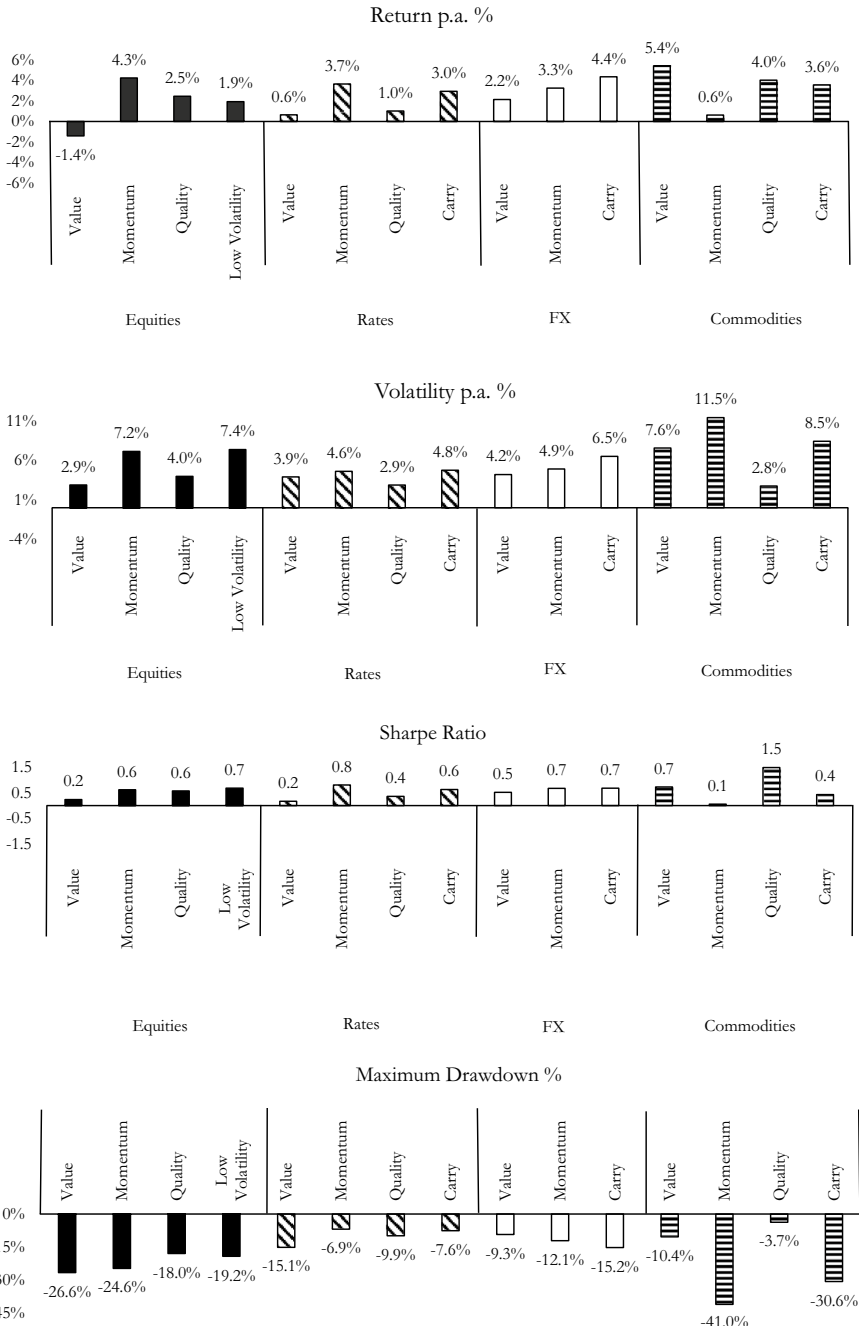 Return p.a. %
6%
4%
2%
0%
-2%
-4%
-6%
-1.4%
4.3%
2.5%
1.9%
0.6%
3.7%
1.0%
3.0%
2.2%
3.3%
4.4%
5.4%
0.6%
4.0%
3.6%
Value
Momentum
Quality
Low Volatility
Value
Momentum
Quality
Carry
Value
Momentum
Carry
Value
Momentum
Quality
Carry
Equities
Rates
FX
Commodities
Volatility p.a. %
11%
6%
1%
-4%
2.9%
7.2%
4.0%
7.4%
3.9%
4.6%
2.9%
4.8%
4.2%
4.9%
6.5%
7.6%
11.5%
2.8%
8.5%
Value
Momentum
Quality
Low Volatility
Value
Momentum
Quality
Carry
Value
Momentum
Carry
Value
Momentum
Quality
Carry
Equities
Rates
FX
Commodities
Sharpe Ratio
1.5
0.5
-0.5
-1.5
0.2
0.6
0.6
0.7
0.2
0.8
0.4
0.6
0.5
0.7
0.7
0.7
0.1
1.5
0.4
Value
Momentum
Quality
Low
Volatility
Value
Momentum
Quality
Carry
Value
Momentum
Carry
Value
Momentum
Quality
Carry
Equities
Rates
FX
Commodities
Maximum Drawdown %
Value
Momentum
Quality
Low
Volatility
Value
Momentum
Quality
Carry
Value
Momentum
Carry
Value
Momentum
Quality
Carry
0%
5%
0%
45%
-26.6%
-24.6%
-18.0%
-19.2%
-15.1%
-6.9%
-9.9%
-7.6%
-9.3%
-12.1%
-15.2%
-10.4%
-41.0%
-3.7%
-30.6%